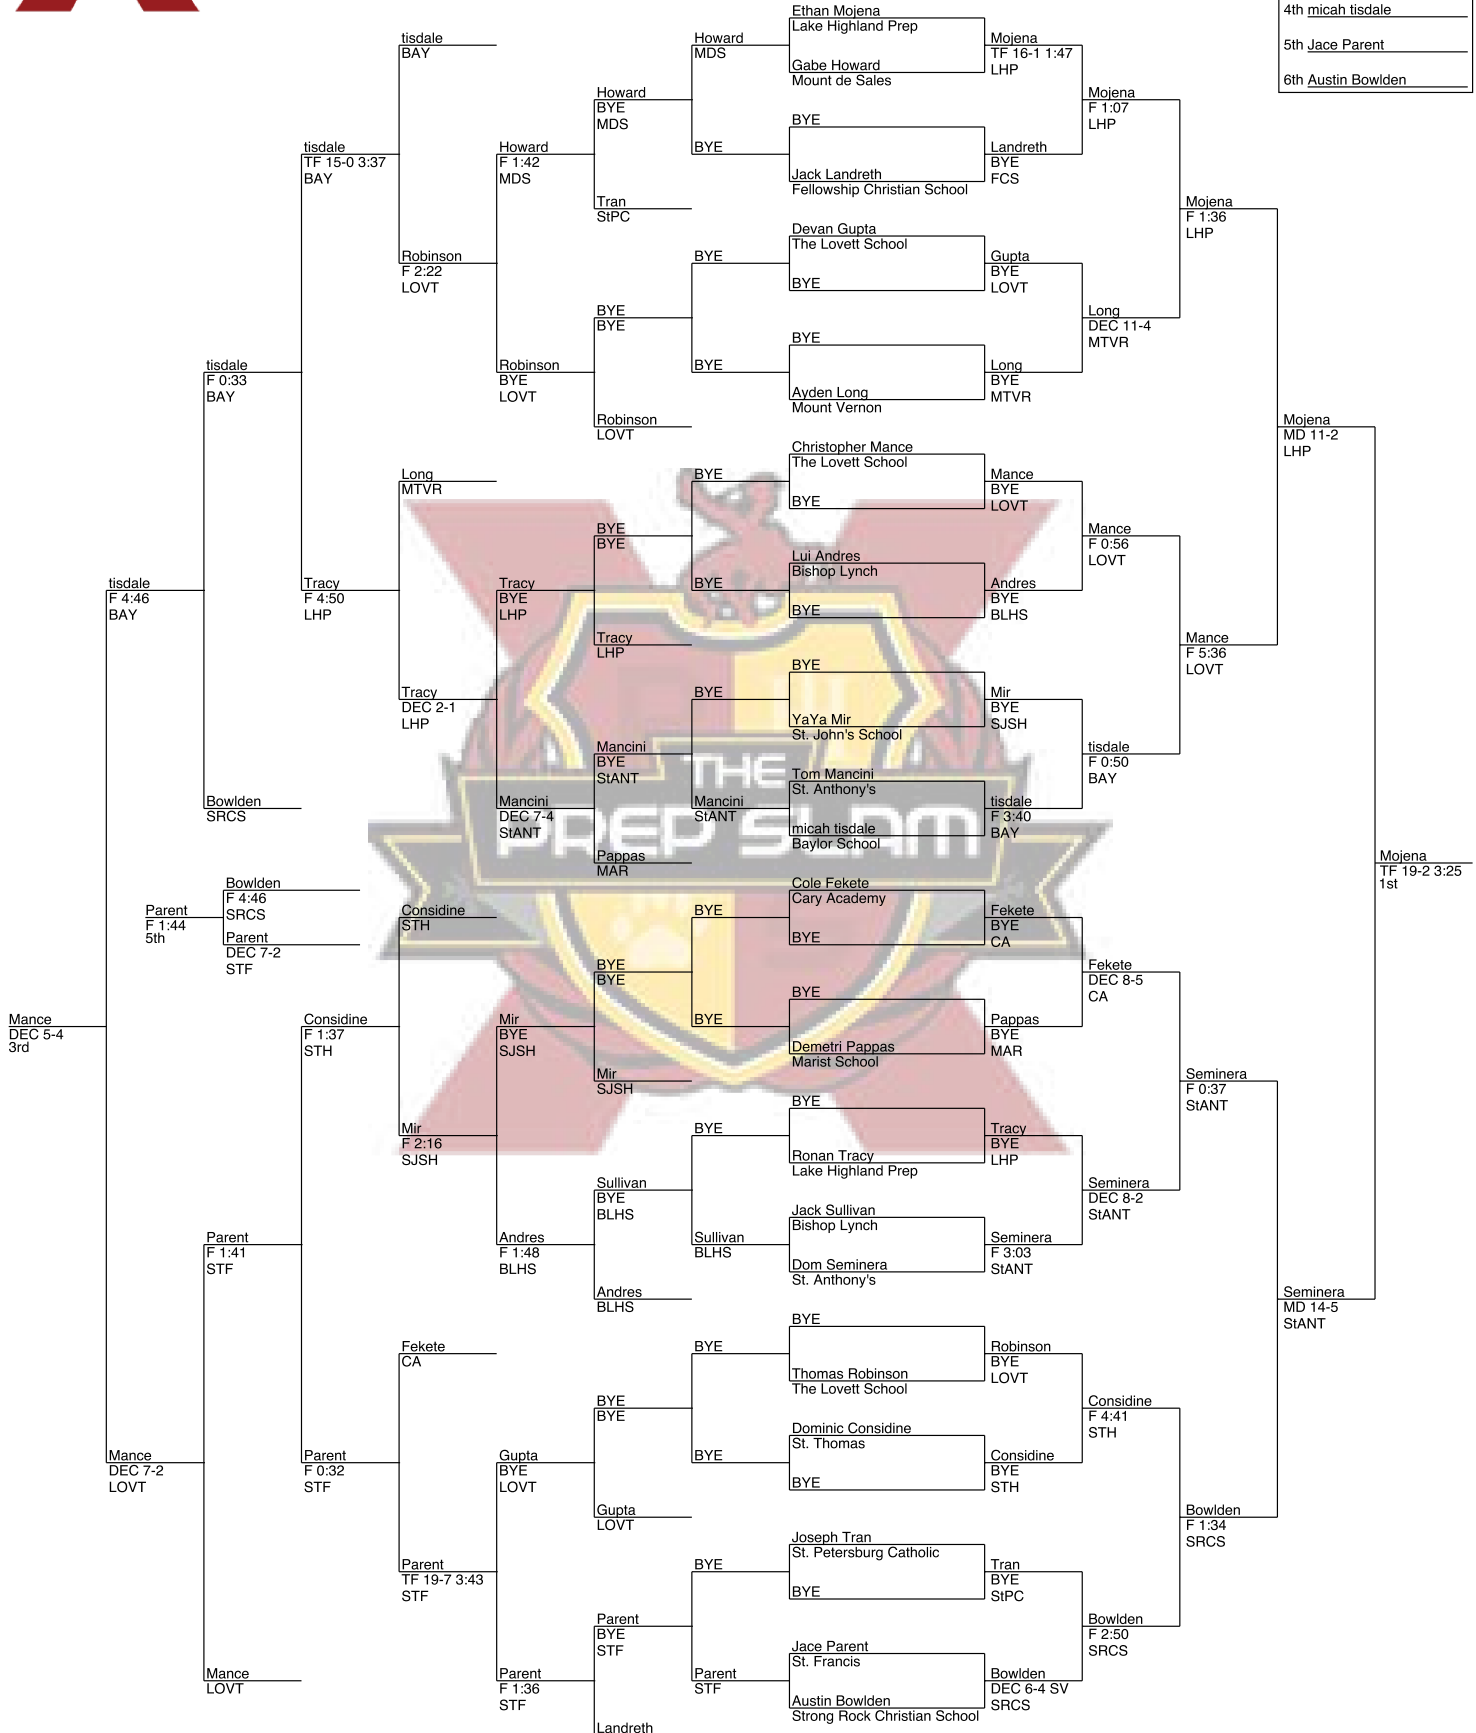 4th micah tisdale
5th Jace Parent
6th Austin Bowlden
Ethan Mojena
Lake Highland Prep
Gabe Howard
Mount de Sales
BYE
Jack Landreth
Fellowship Christian School
Devan Gupta
The Lovett School
BYE
BYE
Ayden Long
Mount Vernon
Christopher Mance
The Lovett School
BYE
Lui Andres
Bishop Lynch
BYE
BYE
YaYa Mir
St. John's School
Tom Mancini
St. Anthony's
micah tisdale
Baylor School
Cole Fekete
Cary Academy
BYE
BYE
Demetri Pappas
Marist School
BYE
Ronan Tracy
Lake Highland Prep
Jack Sullivan
Bishop Lynch
Dom Seminera
St. Anthony's
BYE
Thomas Robinson
The Lovett School
Dominic Considine
St. Thomas
BYE
Joseph Tran
St. Petersburg Catholic
BYE
Jace Parent
St. Francis
Austin Bowlden
Strong Rock Christian School
Mojena
TF 16-1 1:47
LHP
Landreth
BYE
FCS
Gupta
BYE
LOVT
Long
BYE
MTVR
Mance
BYE
LOVT
Andres
BYE
BLHS
Mir
BYE
SJSH
tisdale
F 3:40
BAY
Fekete
BYE
CA
Pappas
BYE
MAR
Tracy
BYE
LHP
Seminera
F 3:03
StANT
Robinson
BYE
LOVT
Considine
BYE
STH
Tran
BYE
StPC
Bowlden
DEC 6-4 SV
SRCS
Mojena
F 1:07
LHP
Long
DEC 11-4
MTVR
Mance
F 0:56
LOVT
tisdale
F 0:50
BAY
Fekete
DEC 8-5
CA
Seminera
DEC 8-2
StANT
Considine
F 4:41
STH
Bowlden
F 2:50
SRCS
Mojena
F 1:36
LHP
Mance
F 5:36
LOVT
Seminera
F 0:37
StANT
Bowlden
F 1:34
SRCS
Mojena
MD 11-2
LHP
Seminera
MD 14-5
StANT
Mojena
TF 19-2 3:25
1st
Howard
MDS
BYE
BYE
BYE
BYE
BYE
BYE
Mancini
StANT
BYE
BYE
BYE
Sullivan
BLHS
BYE
BYE
BYE
Parent
STF
Howard
BYE
MDS
Tran
StPC
BYE
BYE
Robinson
LOVT
BYE
BYE
Tracy
LHP
Mancini
BYE
StANT
Pappas
MAR
BYE
BYE
Mir
SJSH
Sullivan
BYE
BLHS
Andres
BLHS
BYE
BYE
Gupta
LOVT
Parent
BYE
STF
Landreth
Howard
F 1:42
MDS
Robinson
BYE
LOVT
Tracy
BYE
LHP
Mancini
DEC 7-4
StANT
Mir
BYE
SJSH
Andres
F 1:48
BLHS
Gupta
BYE
LOVT
Parent
F 1:36
STF
tisdale
BAY
Robinson
F 2:22
LOVT
Long
MTVR
Tracy
DEC 2-1
LHP
Considine
STH
Mir
F 2:16
SJSH
Fekete
CA
Parent
TF 19-7 3:43
STF
tisdale
TF 15-0 3:37
BAY
Tracy
F 4:50
LHP
Considine
F 1:37
STH
Parent
F 0:32
STF
tisdale
F 0:33
BAY
Bowlden
SRCS
Parent
F 1:41
STF
Mance
LOVT
tisdale
F 4:46
BAY
Mance
DEC 7-2
LOVT
Bowlden
F 4:46
SRCS
Parent
DEC 7-2
STF
Parent
F 1:44
5th
Mance
DEC 5-4
3rd
THE
PREP SLAM